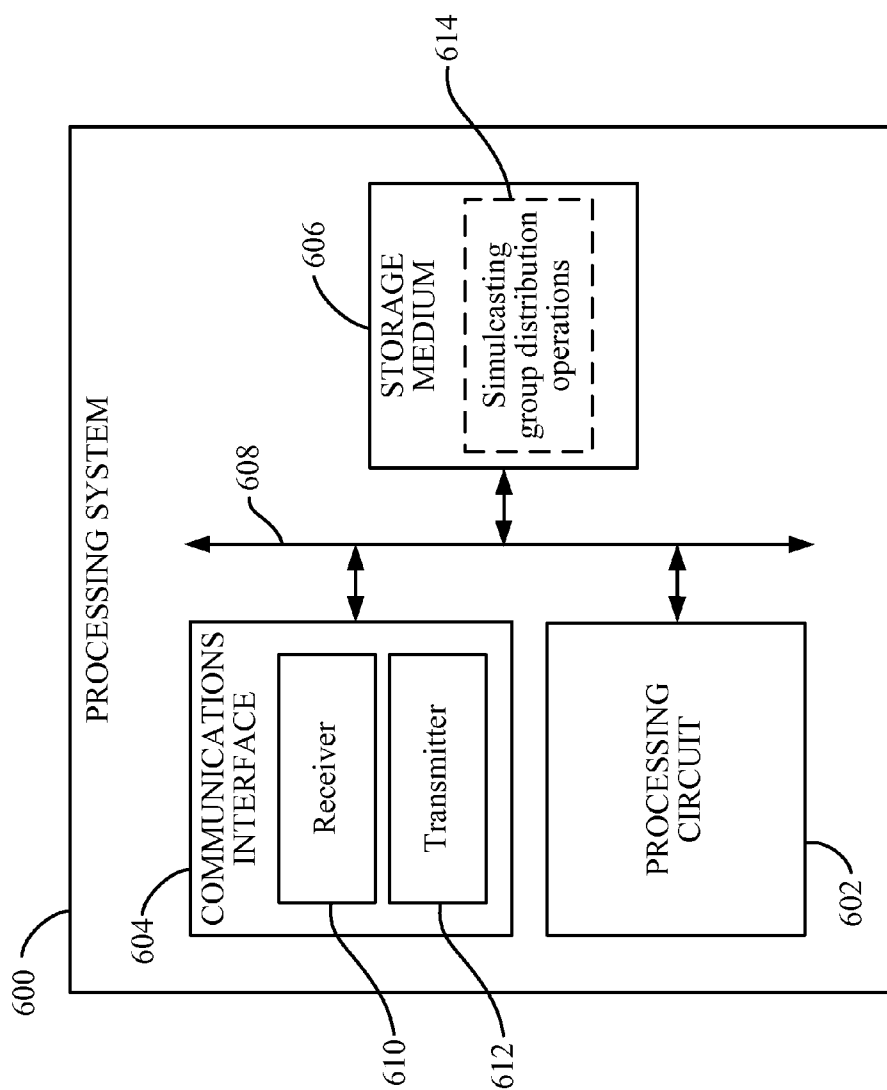 PROCESSING SYSTEM
600
604
COMMUNICATIONS
INTERFACE
Receiver
Transmitter
610
612
608
606
STORAGE
MEDIUM
Simulcasting
group distribution
operations
614
PROCESSING
CIRCUIT
602